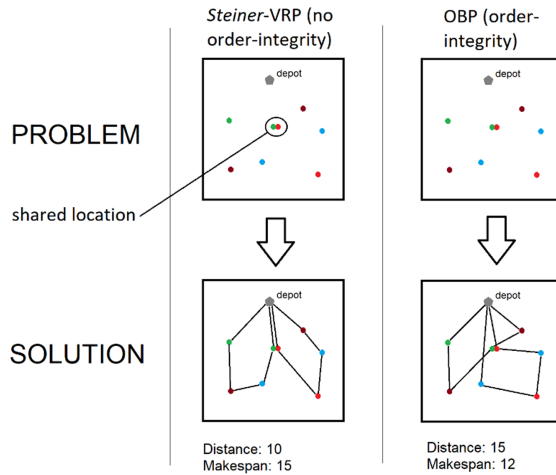 Steiner-VRP (no
order-integrity)
OBP (order-
integrity)
depot
depot
PROBLEM
shared location
depot
depot
SOLUTION
Distance: 10
Makespan: 15
Distance: 15
Makespan: 12